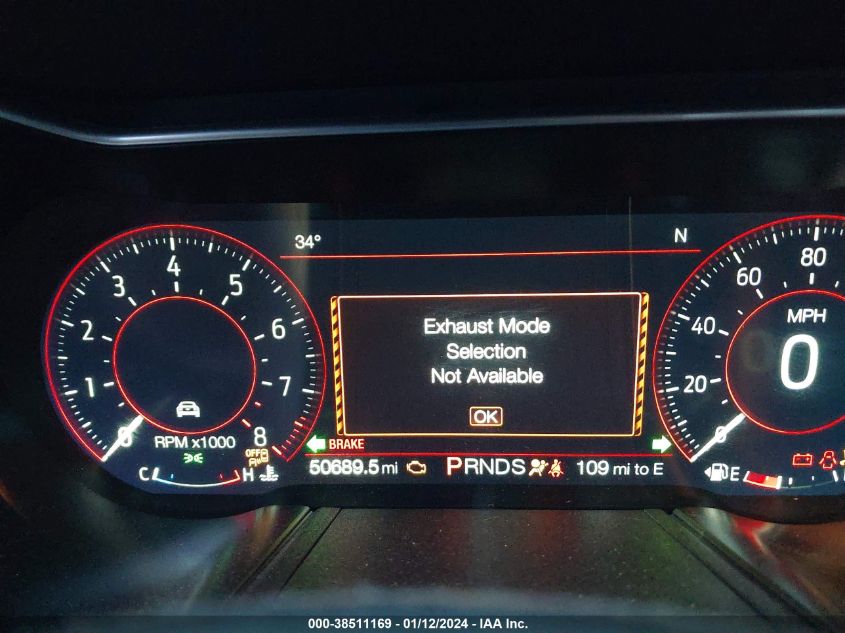 34° N
Exhaust Mode
Selection
Not Available
OK
0 1 2 3 4 5 6 7 8
RPM x1000
0 20 40 60 80
MPH
0
OFF
BRAKE
C H
50689.5 mi PRNDS 109 mi to E
E
000-38511169 - 01/12/2024 - IAA Inc.